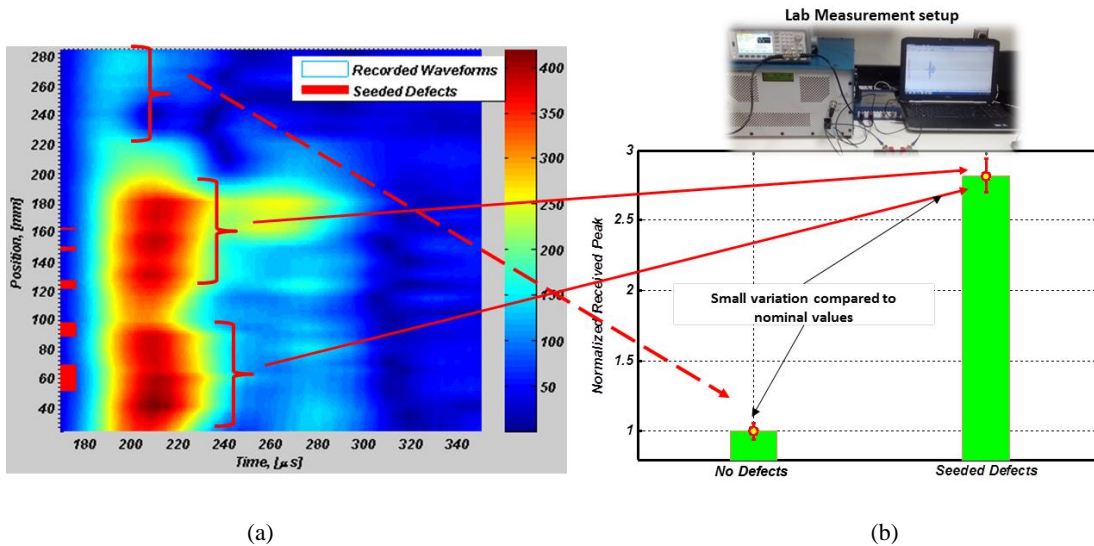 Lab Measurement setup
280
260
240
220
200
180
160
140
120
100
80
60
40
Position, [mm]
Recorded Waveforms
Seeded Defects
400
350
300
250
200
150
100
50
180 200 220 240 260 280 300 320 340
Time, [μs]
3
2.5
2
1.5
1
Normalized Received Peak
Small variation compared to
nominal values
No Defects
Seeded Defects
(a)
(b)